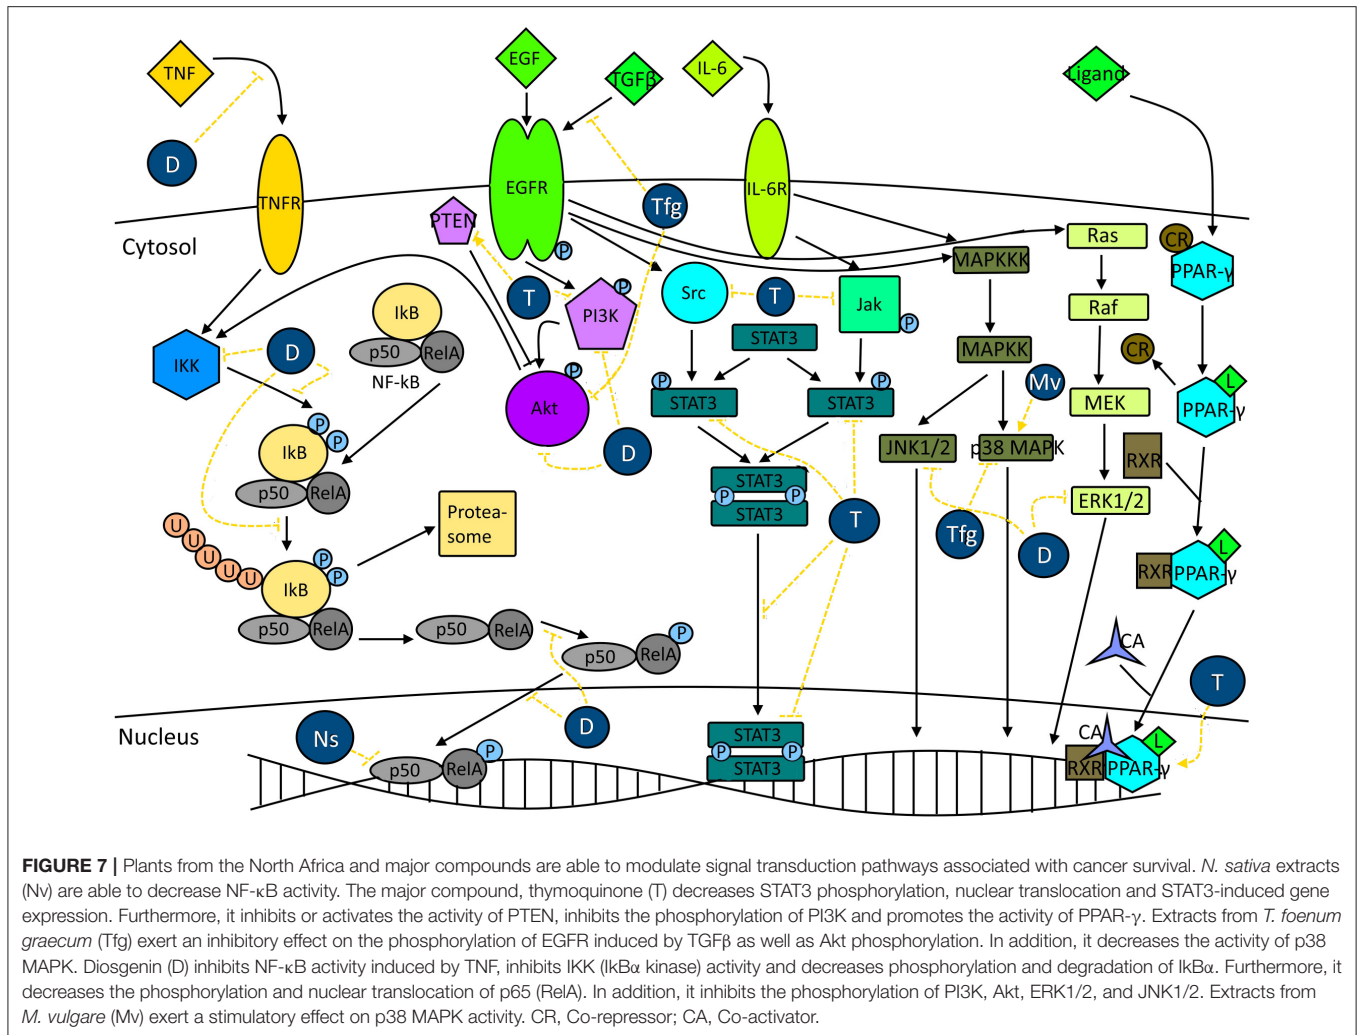 TNF
EGF
TGFβ
IL-6
Ligand
D
TNFR
EGFR
IL-6R
Tfg
PTEN
Cytosol
P
Ras
CR
PPAR-γ
MAPKKK
T
P
PI3K
Src
T
Jak
P
Raf
IkB
p50
RelA
NF-kB
IKK
D
STAT3
MAPKK
CR
L
PPAR-γ
P
Akt
P
STAT3
P
STAT3
Mv
MEK
P
P
IkB
p50
RelA
D
JNK1/2
p38 MAPK
RXR
STAT3
P
P
STAT3
ERK1/2
U
U
U
U
U
Protea-
some
T
Tfg
D
L
RXR
PPAR-γ
P
P
IkB
p50
RelA
p50
RelA
P
p50
RelA
CA
T
Nucleus
Ns
D
P
p50
RelA
STAT3
P
P
STAT3
CA
L
RXR
PPAR-γ
FIGURE 7 | Plants from the North Africa and major compounds are able to modulate signal transduction pathways associated with cancer survival. N. sativa extracts
(Nv) are able to decrease NF-κB activity. The major compound, thymoquinone (T) decreases STAT3 phosphorylation, nuclear translocation and STAT3-induced gene
expression. Furthermore, it inhibits or activates the activity of PTEN, inhibits the phosphorylation of PI3K and promotes the activity of PPAR-γ. Extracts from T. foenum
graecum (Tfg) exert an inhibitory effect on the phosphorylation of EGFR induced by TGFβ as well as Akt phosphorylation. In addition, it decreases the activity of p38
MAPK. Diosgenin (D) inhibits NF-κB activity induced by TNF, inhibits IKK (IkBα kinase) activity and decreases phosphorylation and degradation of IkBα. Furthermore, it
decreases the phosphorylation and nuclear translocation of p65 (RelA). In addition, it inhibits the phosphorylation of PI3K, Akt, ERK1/2, and JNK1/2. Extracts from
M. vulgare (Mv) exert a stimulatory effect on p38 MAPK activity. CR, Co-repressor; CA, Co-activator.